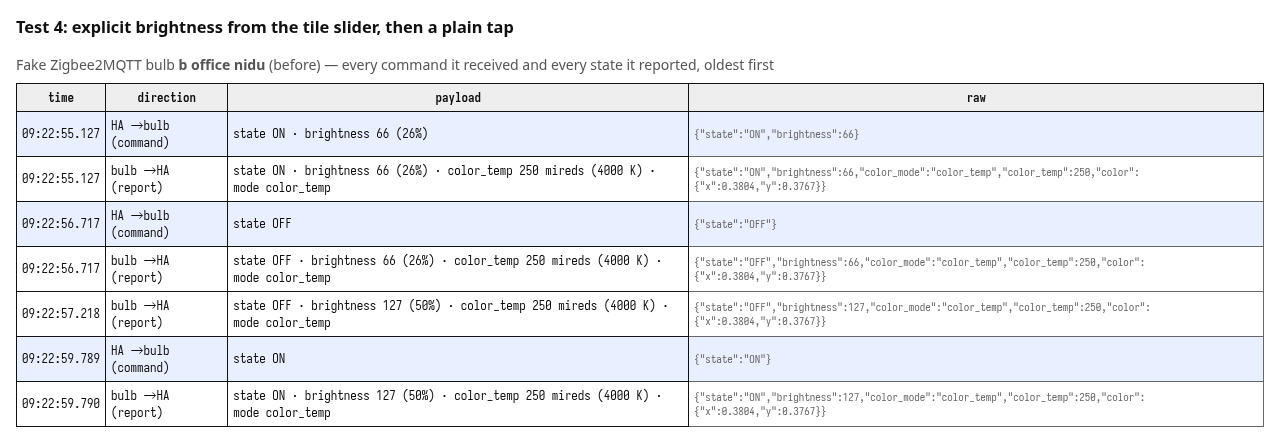 Test 4: explicit brightness from the tile slider, then a plain tap
Fake Zigbee2MQTT bulb b office nidu (before) — every command it received and every state it reported, oldest first
time direction payload raw
09:22:55.127 HA →bulb (command) state ON · brightness 66 (26%) {"state":"ON","brightness":66}
09:22:55.127 bulb →HA (report) state ON · brightness 66 (26%) · color_temp 250 mireds (4000 K) · mode color_temp {"state":"ON","brightness":66,"color_mode":"color_temp","color_temp":250,"color":{"x":0.3804,"y":0.3767}}
09:22:56.717 HA →bulb (command) state OFF {"state":"OFF"}
09:22:56.717 bulb →HA (report) state OFF · brightness 66 (26%) · color_temp 250 mireds (4000 K) · mode color_temp {"state":"OFF","brightness":66,"color_mode":"color_temp","color_temp":250,"color":{"x":0.3804,"y":0.3767}}
09:22:57.218 bulb →HA (report) state OFF · brightness 127 (50%) · color_temp 250 mireds (4000 K) · mode color_temp {"state":"OFF","brightness":127,"color_mode":"color_temp","color_temp":250,"color":{"x":0.3804,"y":0.3767}}
09:22:59.789 HA →bulb (command) state ON {"state":"ON"}
09:22:59.790 bulb →HA (report) state ON · brightness 127 (50%) · color_temp 250 mireds (4000 K) · mode color_temp {"state":"ON","brightness":127,"color_mode":"color_temp","color_temp":250,"color":{"x":0.3804,"y":0.3767}}